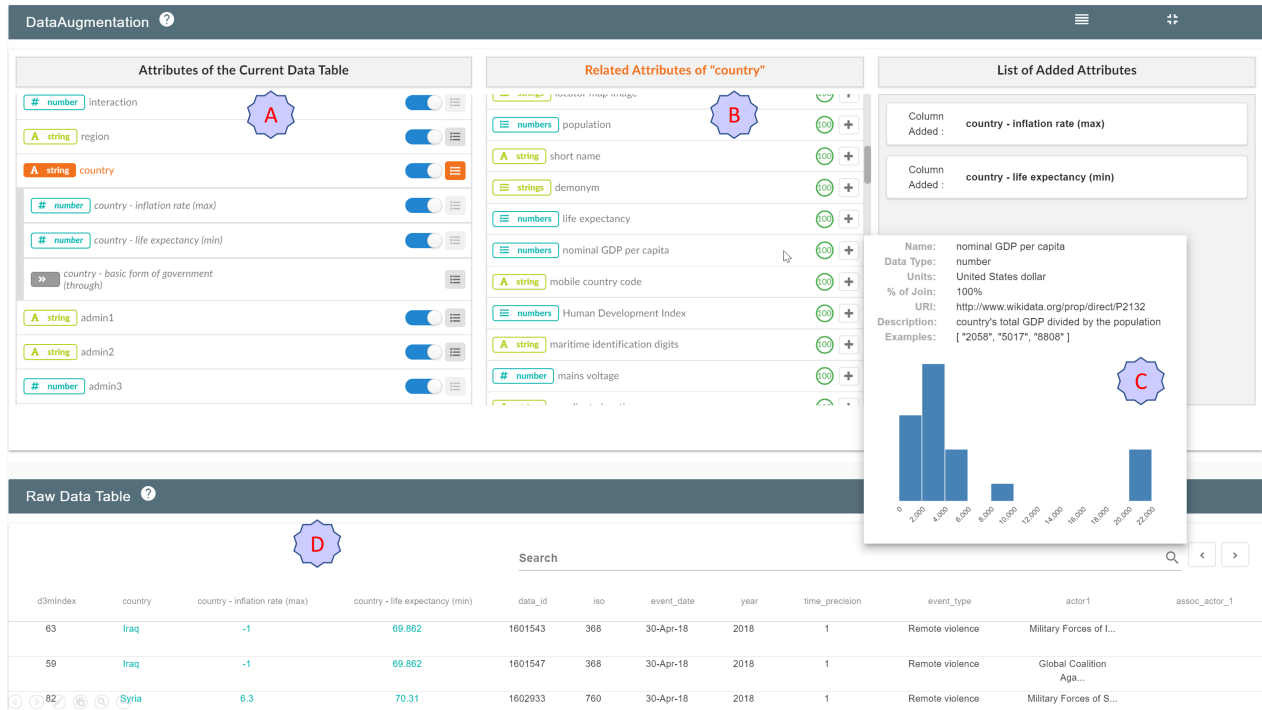 DataAugmentation ?
Attributes of the Current Data Table
# number interaction
A
A string region
A string country
# number country - inflation rate (max)
# number country - life expectancy (min)
country - basic form of government
(through)
A string admin1
A string admin2
# number admin3
Related Attributes of "country"
strings locator map image 100 +
B
numbers population 100 +
A string short name 100 +
strings demonym 100 +
numbers life expectancy 100 +
numbers nominal GDP per capita 100 +
A string mobile country code 100 +
numbers Human Development Index 100 +
A string maritime identification digits 100 +
# number mains voltage 100 +
List of Added Attributes
Column Added : country - inflation rate (max)
Column Added : country - life expectancy (min)
Name: nominal GDP per capita
Data Type: number
Units: United States dollar
% of Join: 100%
URI: http://www.wikidata.org/prop/direct/P2132
Description: country's total GDP divided by the population
Examples: [ "2058", "5017", "8808" ]
C
0 2,000 4,000 6,000 8,000 10,000 12,000 14,000 16,000 18,000 20,000 22,000
Raw Data Table ?
D
Search
d3mIndex country country - inflation rate (max) country - life expectancy (min) data_id iso event_date year time_precision event_type actor1 assoc_actor_1
63 Iraq -1 69.862 1601543 368 30-Apr-18 2018 1 Remote violence Military Forces of I...
59 Iraq -1 69.862 1601547 368 30-Apr-18 2018 1 Remote violence Global Coalition
Aga...
82 Syria 6.3 70.31 1602933 760 30-Apr-18 2018 1 Remote violence Military Forces of S...